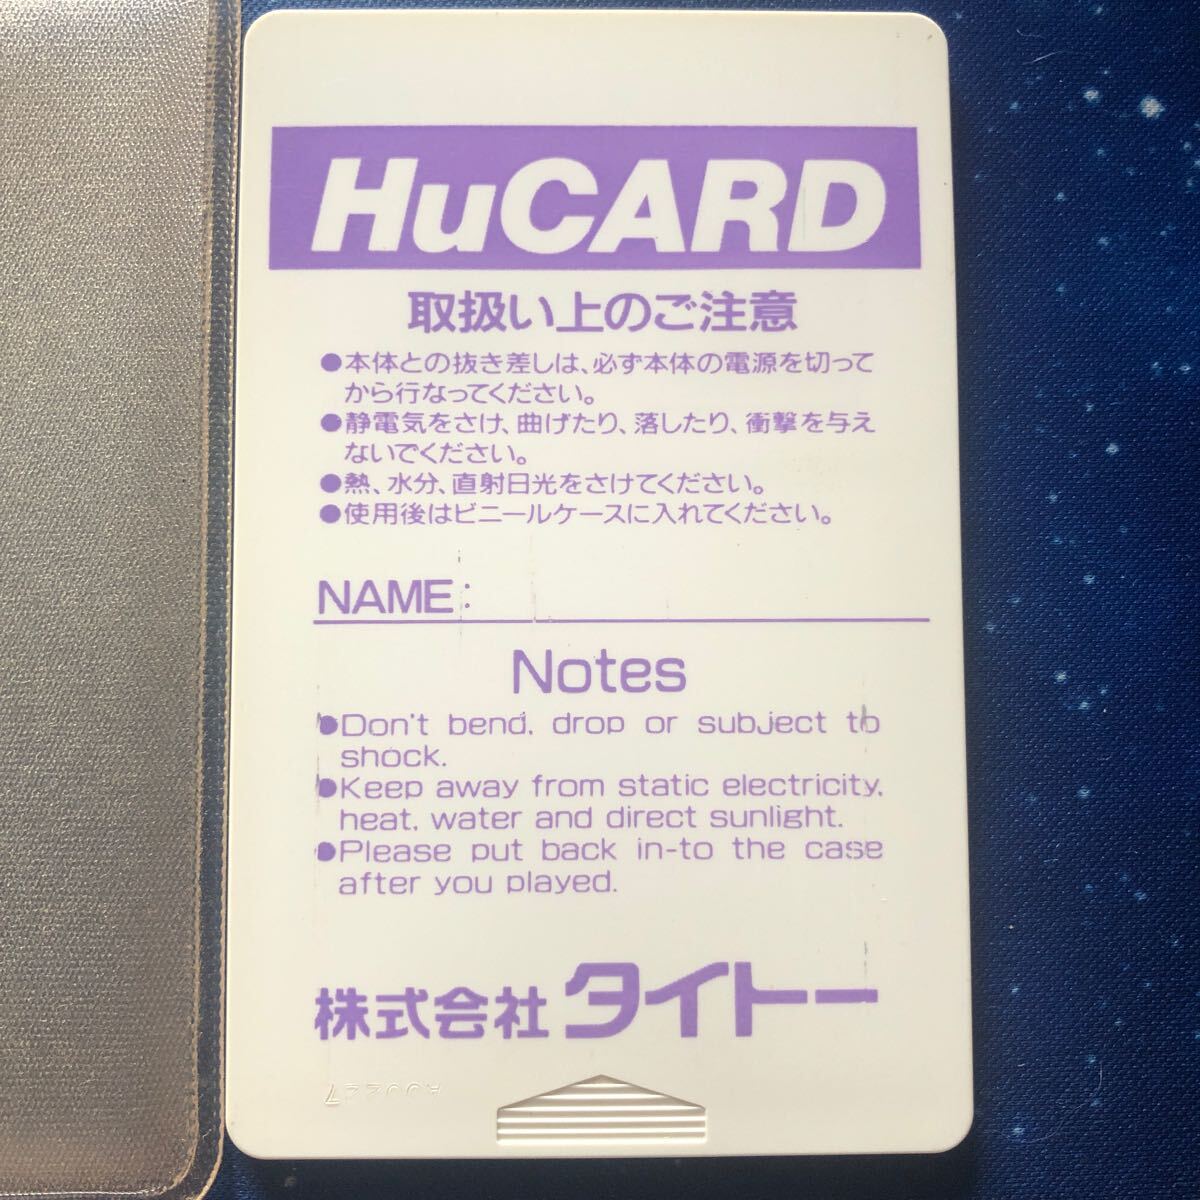 HuCARD
取扱い上のご注意
●本体との抜き差しは、必ず本体の電源を切って
から行なってください。
●静電気をさけ、曲げたり、落したり、衝撃を与え
ないでください。
●熱、水分、直射日光をさけてください。
●使用後はビニールケースに入れてください。
NAME:
Notes
●Don't bend, drop or subject to
shock.
●Keep away from static electricity,
heat, water and direct sunlight.
●Please put back in-to the case
after you played.
株式会社タイトー